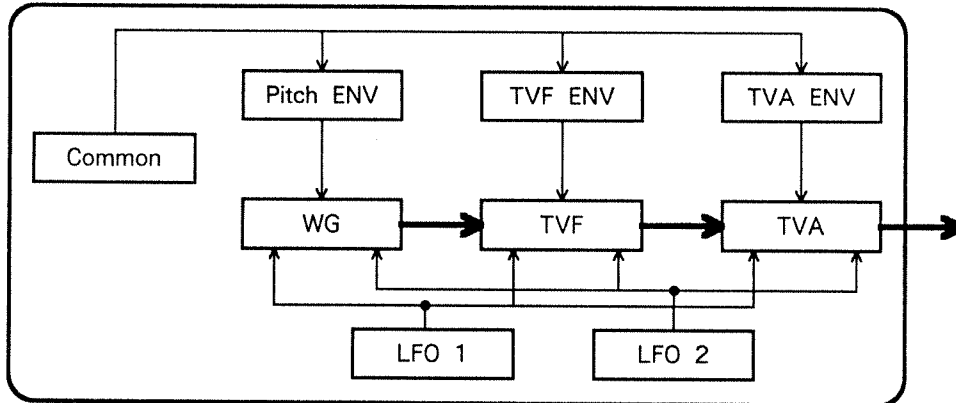 Pitch ENV
TVF ENV
TVA ENV
Common
WG
TVF
TVA
LFO 1
LFO 2